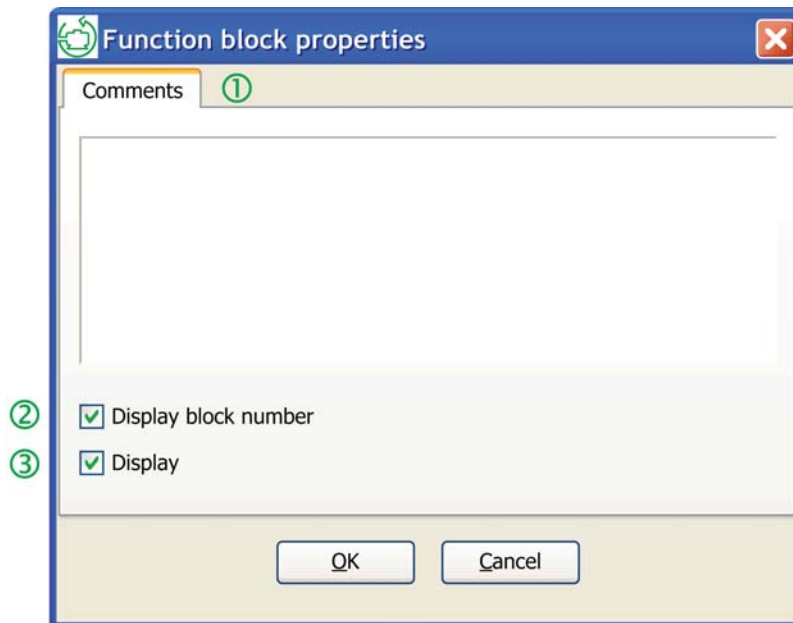 Function block properties
Comments ①
② Display block number
③ Display
OK Cancel